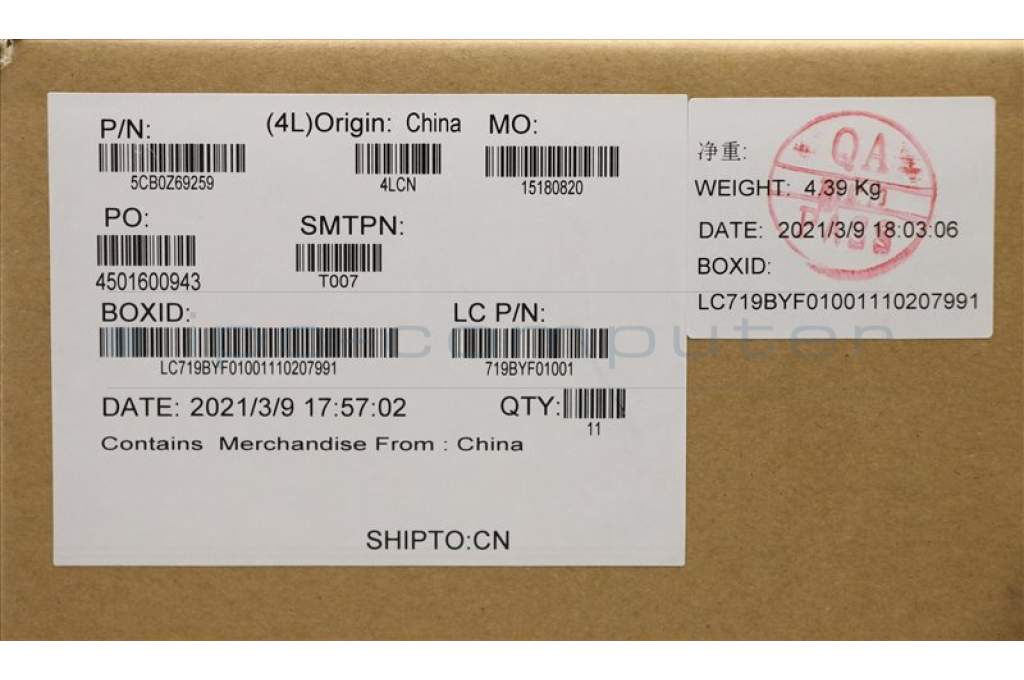 P/N: (4L)Origin: China MO:
5CB0Z69259 4LCN 15180820
PO: SMTPN:
4501600943 T007
BOXID: LC P/N:
LC719BYF01001110207991 719BYF01001
DATE: 2021/3/9 17:57:02 QTY:
11
Contains Merchandise From : China
SHIPTO:CN
净重:
WEIGHT: 4.39 Kg
DATE: 2021/3/9 18:03:06
BOXID:
LC719BYF01001110207991
QA
computer